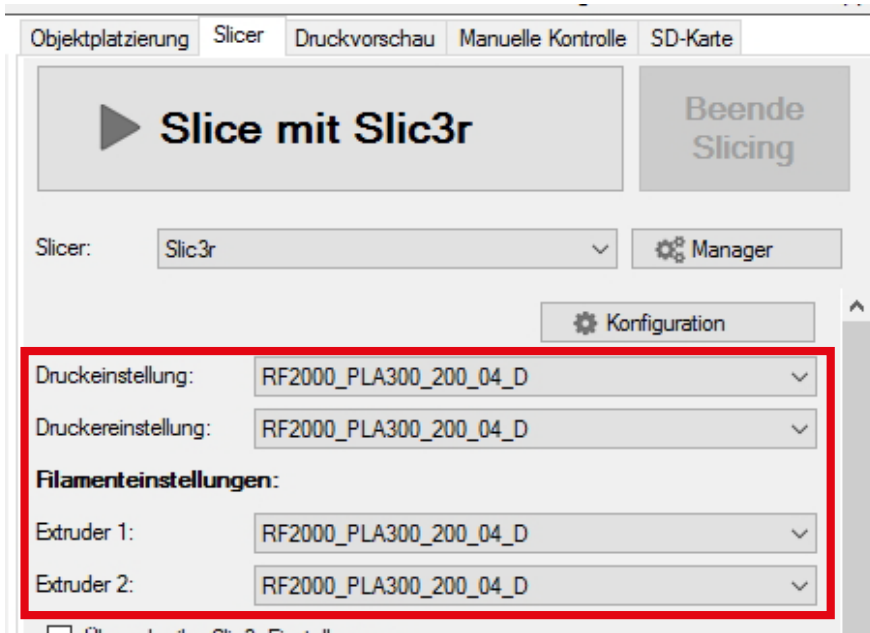 Objektplatzierung Slicer Druckvorschau Manuelle Kontrolle SD-Karte
Slice mit Slic3r
Beende
Slicing
Slicer: Slic3r Manager
Konfiguration
Druckeinstellung: RF2000_PLA300_200_04_D
Druckereinstellung: RF2000_PLA300_200_04_D
Filamenteinstellungen:
Extruder 1: RF2000_PLA300_200_04_D
Extruder 2: RF2000_PLA300_200_04_D